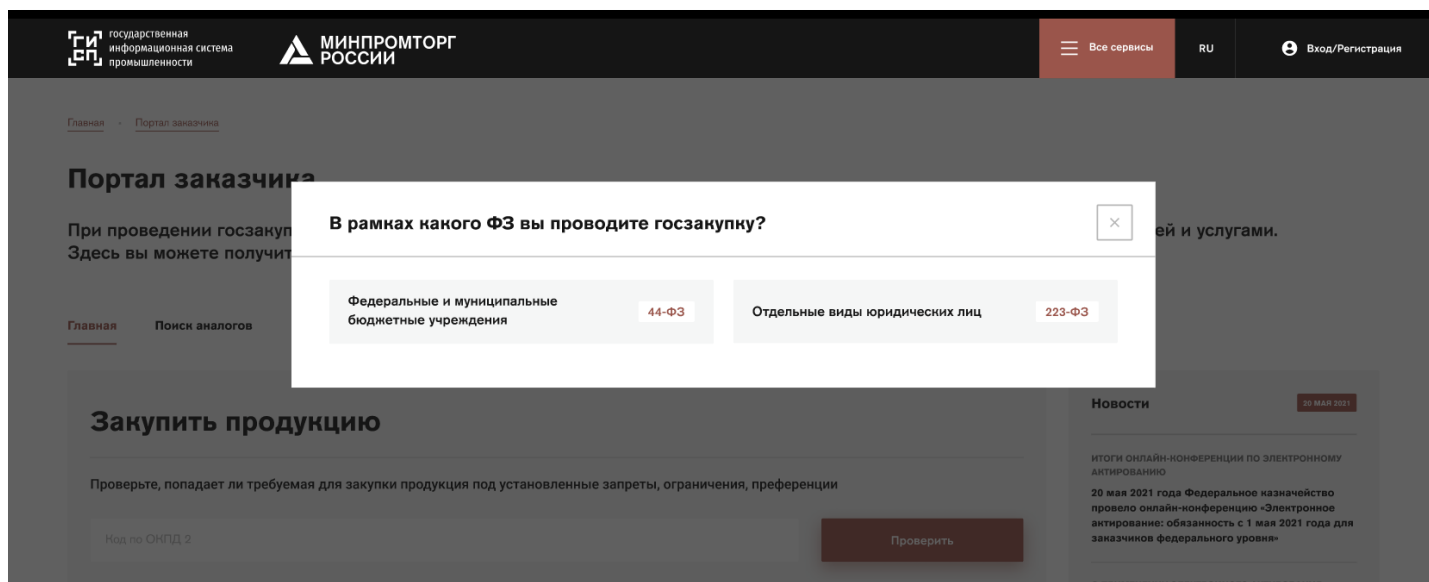 ГИСП
государственная
информационная система
промышленности
МИНПРОМТОРГ
РОССИИ
Все сервисы
RU
Вход/Регистрация
Главная
Портал заказчика
Портал заказчика
При проведении госзакуп
ей и услугами.
Здесь вы можете получит
В рамках какого ФЗ вы проводите госзакупку?
Федеральные и муниципальные
бюджетные учреждения
44-ФЗ
Отдельные виды юридических лиц
223-ФЗ
Главная
Поиск аналогов
Закупить продукцию
Проверьте, попадает ли требуемая для закупки продукция под установленные запреты, ограничения, преференции
Код по ОКПД 2
Проверить
Новости
20 МАЯ 2021
ИТОГИ ОНЛАЙН-КОНФЕРЕНЦИИ ПО ЭЛЕКТРОННОМУ
АКТИРОВАНИЮ
20 мая 2021 года Федеральное казначейство
провело онлайн-конференцию «Электронное
актирование: обязанность с 1 мая 2021 года для
заказчиков федерального уровня»